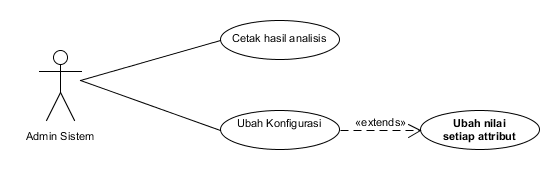 Cetak hasil analisis
Ubah Konfigurasi
«extends»
Ubah nilai
setiap attribut
Admin Sistem